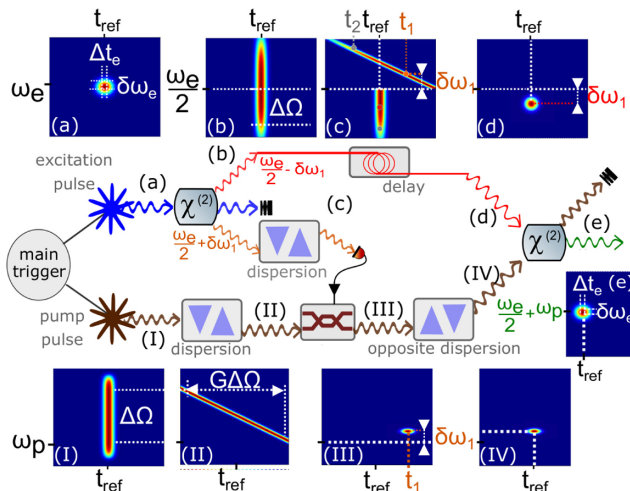 t_ref
t_ref
t_2 t_ref t_1
t_ref
Δt_e
δω_e
ω_e
(a)
ω_e/2
ΔΩ
(b)
δω_1
(c)
δω_1
(d)
excitation
pulse
(a)
χ^(2)
(b)
ω_e/2 - δω_1
delay
(d)
χ^(2)
(e)
ω_e/2 + δω_1
(c)
dispersion
main
trigger
pump
pulse
(I)
dispersion
(II)
(III)
opposite dispersion
(IV)
ω_e/2 + ω_p
Δt_e (e)
δω_e
t_ref
ω_p
ΔΩ
(I)
t_ref
GΔΩ
(II)
t_ref
δω_1
(III)
t_ref t_1
(IV)
t_ref